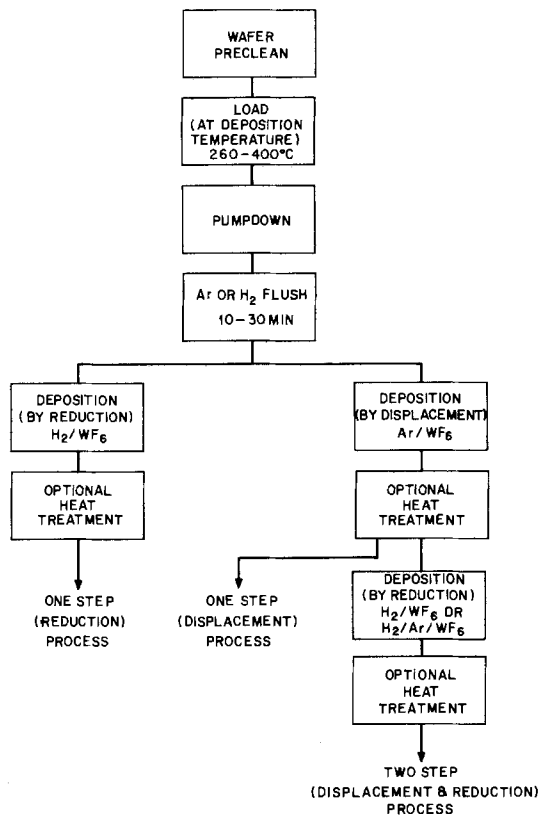 WAFER
PRECLEAN
LOAD
(AT DEPOSITION
TEMPERATURE)
260-400°C
PUMPDOWN
Ar OR H2 FLUSH
10-30 MIN
DEPOSITION
(BY REDUCTION)
H2/WF6
OPTIONAL
HEAT
TREATMENT
ONE STEP
(REDUCTION)
PROCESS
DEPOSITION
(BY DISPLACEMENT)
Ar/WF6
OPTIONAL
HEAT
TREATMENT
ONE STEP
(DISPLACEMENT)
PROCESS
DEPOSITION
(BY REDUCTION)
H2/WF6 DR
H2/Ar/WF6
OPTIONAL
HEAT
TREATMENT
TWO STEP
(DISPLACEMENT & REDUCTION)
PROCESS